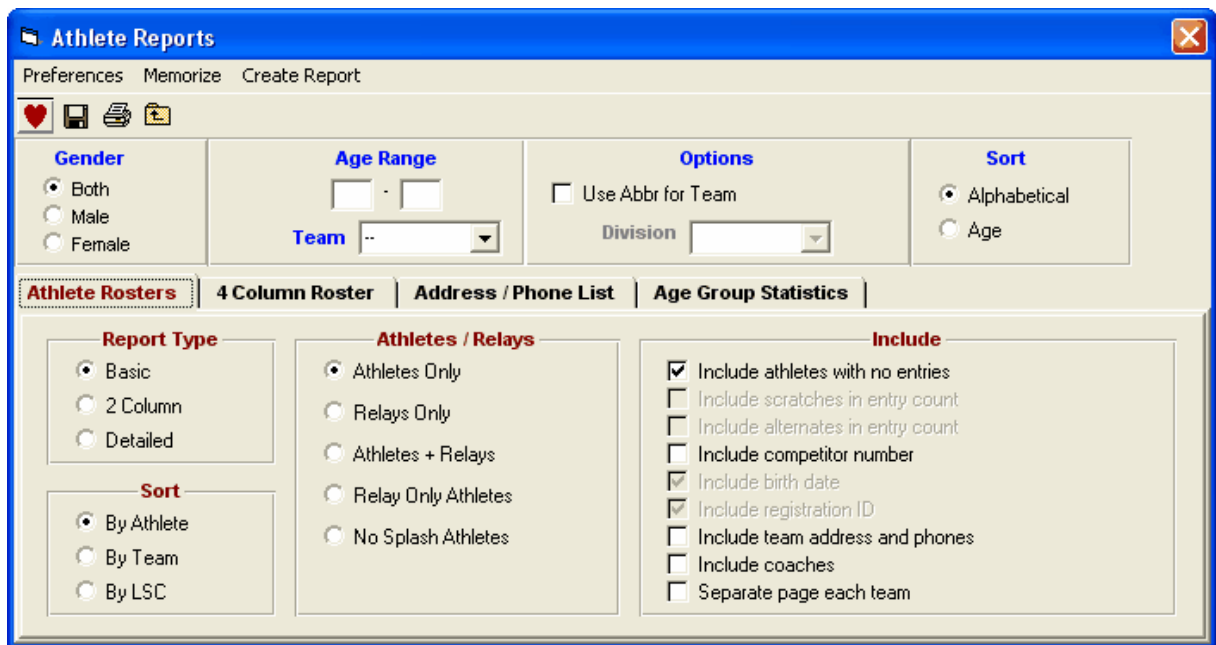 Athlete Reports
Preferences Memorize Create Report
Gender
Both
Male
Female
Age Range
-
Team --
Options
Use Abbr for Team
Division
Sort
Alphabetical
Age
Athlete Rosters 4 Column Roster Address / Phone List Age Group Statistics
Report Type
Basic
2 Column
Detailed
Sort
By Athlete
By Team
By LSC
Athletes / Relays
Athletes Only
Relays Only
Athletes + Relays
Relay Only Athletes
No Splash Athletes
Include
Include athletes with no entries
Include scratches in entry count
Include alternates in entry count
Include competitor number
Include birth date
Include registration ID
Include team address and phones
Include coaches
Separate page each team